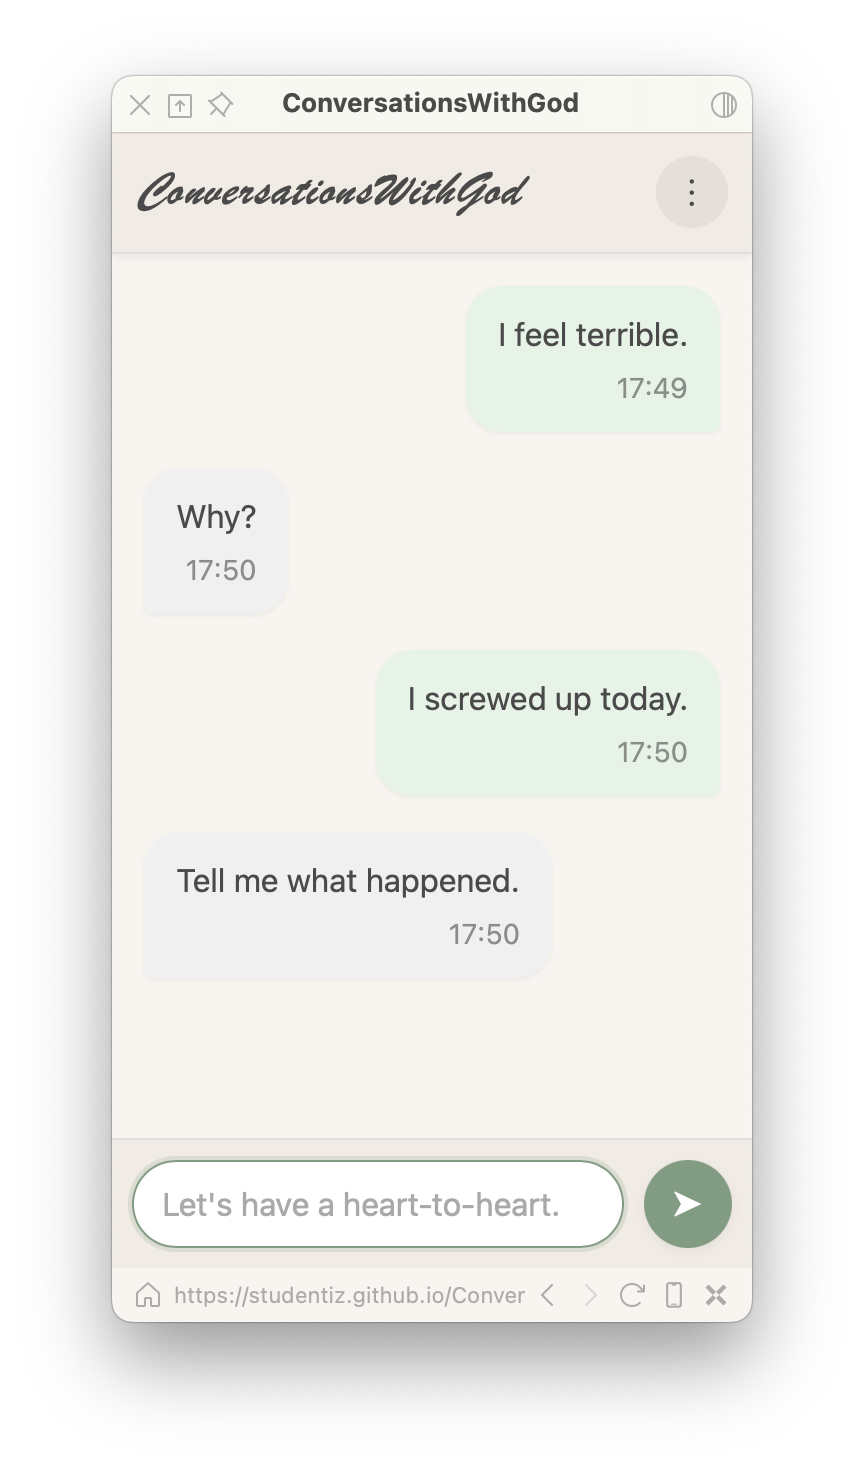 ConversationsWithGod
ConversationsWithGod
I feel terrible.
17:49
Why?
17:50
I screwed up today.
17:50
Tell me what happened.
17:50
Let's have a heart-to-heart.
https://studentiz.github.io/Conver